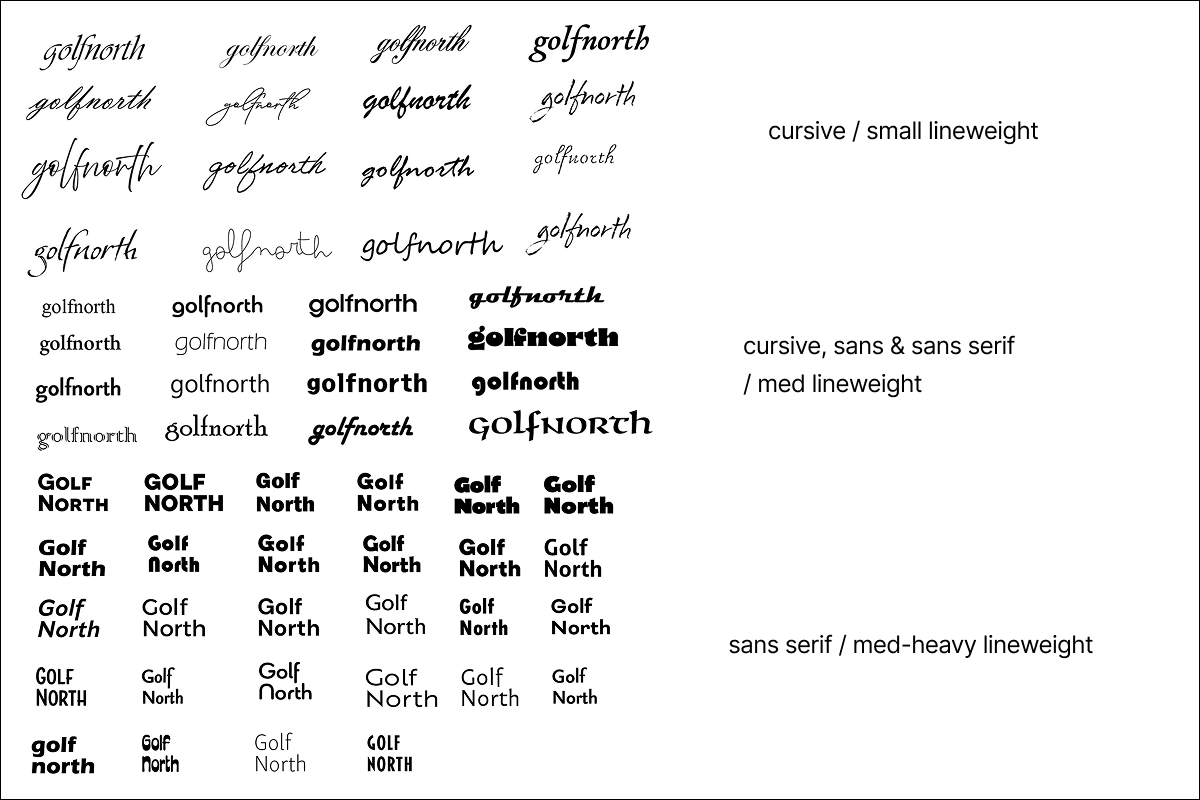 golfnorth golfnorth golfnorth golfnorth
golfnorth golfnorth golfnorth golfnorth
cursive / small lineweight
golfnorth golfnorth golfnorth golfnorth
golfnorth golfnorth golfnorth golfnorth
golfnorth golfnorth golfnorth golfnorth
golfnorth golfnorth golfnorth golfnorth
cursive, sans & sans serif
/ med lineweight
golfnorth golfnorth golfnorth golfnorth
golfnorth golfnorth golfnorth golfnorth
GOLF GOLF Golf Golf Golf Golf
NORTH NORTH North North North North
Golf Golf Golf Golf Golf Golf
North North North North North North
Golf Golf Golf Golf Golf Golf
North North North North North North
sans serif / med-heavy lineweight
GOLF Golf Golf Golf Golf Golf
NORTH North North North North North
golf Golf Golf GOLF
north North North NORTH